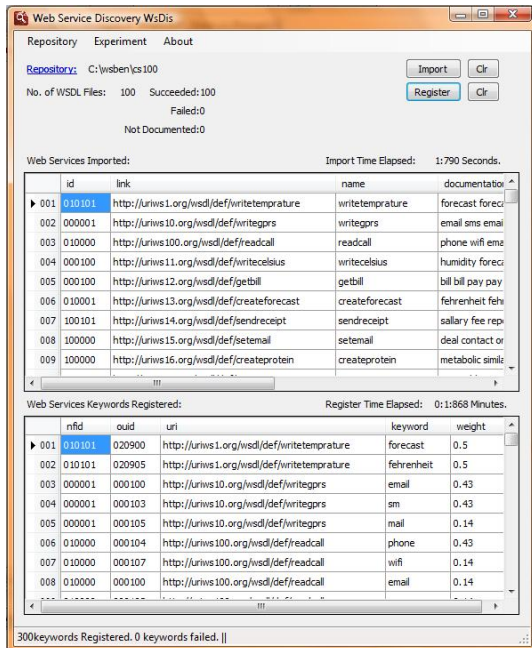 Web Service Discovery WsDis
Repository Experiment About
Repository: C:\wsben\cs100 Import Clr
No. of WSDL Files: 100 Succeeded:100 Register Clr
Failed:0
Not Documented:0
Web Services Imported: Import Time Elapsed: 1:790 Seconds.
id link name documentation
001 010101 http://uriws1.org/wsdl/def/writetemprature writetemprature forecast foreca
002 000001 http://uriws10.org/wsdl/def/writegprs writegprs email sms emai
003 010000 http://uriws100.org/wsdl/def/readcall readcall phone wifi ema
004 000100 http://uriws11.org/wsdl/def/writecelsius writecelsius humidity foreca
005 000100 http://uriws12.org/wsdl/def/getbill getbill bill bill pay pay
006 010001 http://uriws13.org/wsdl/def/createforecast createforecast fehrenheit feh
007 100101 http://uriws14.org/wsdl/def/sendreceipt sendreceipt sallary fee rep
008 100000 http://uriws15.org/wsdl/def/setemail setemail deal contact or
009 100000 http://uriws16.org/wsdl/def/createprotein createprotein metabolic simila
Web Services Keywords Registered: Register Time Elapsed: 0:1:868 Minutes.
nfid ouid uri keyword weight
001 010101 020900 http://uriws1.org/wsdl/def/writetemprature forecast 0.5
002 010101 020905 http://uriws1.org/wsdl/def/writetemprature fehrenheit 0.5
003 000001 000100 http://uriws10.org/wsdl/def/writegprs email 0.43
004 000001 000103 http://uriws10.org/wsdl/def/writegprs sm 0.43
005 000001 000105 http://uriws10.org/wsdl/def/writegprs mail 0.14
006 010000 000104 http://uriws100.org/wsdl/def/readcall phone 0.43
007 010000 000107 http://uriws100.org/wsdl/def/readcall wifi 0.14
008 010000 000100 http://uriws100.org/wsdl/def/readcall email 0.14
300keywords Registered. 0 keywords failed. ||